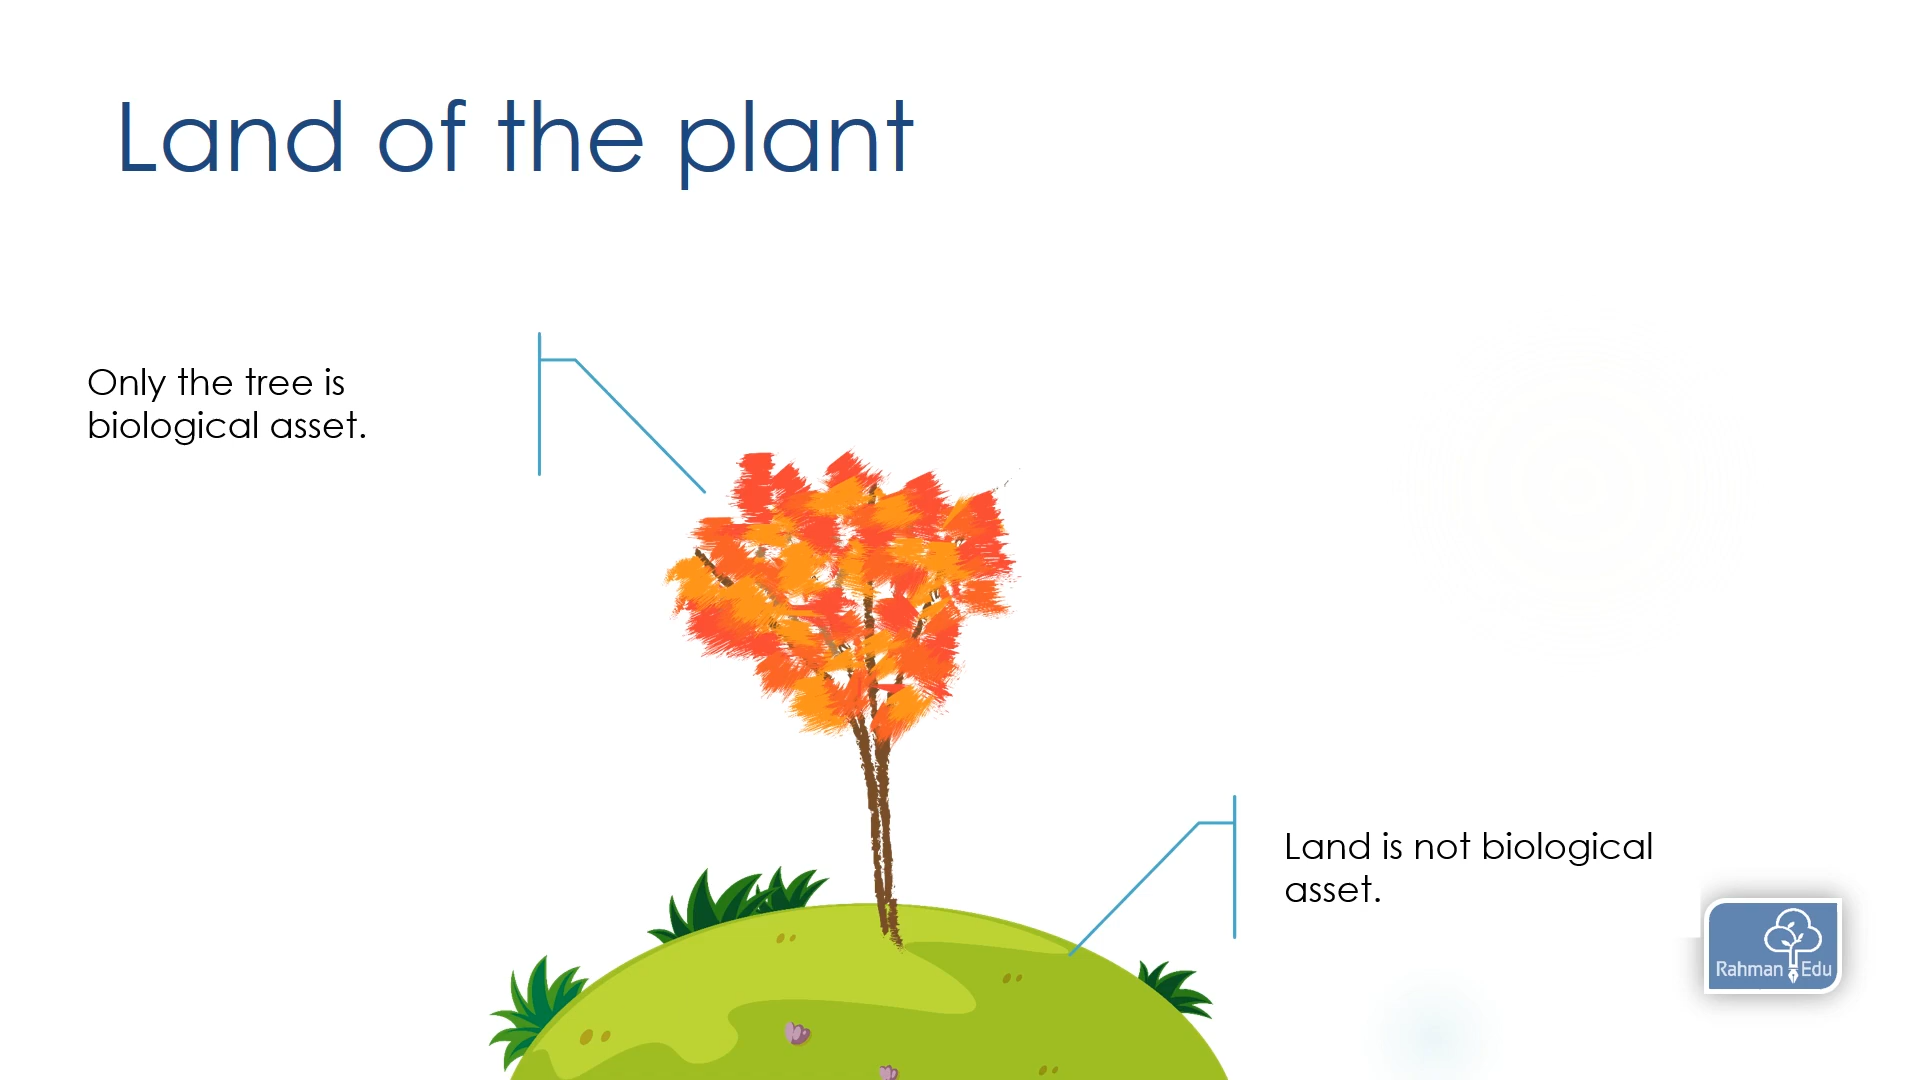 Land of the plant
Only the tree is
biological asset.
Land is not biological
asset.
Rahman Edu